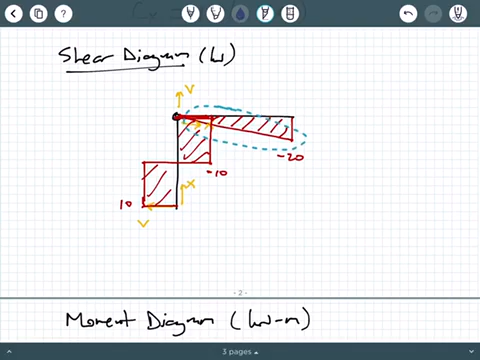 Shear Diagram (kN)
V
-20
-10
X
10
V
- 2 -
Moment Diagram (kN-m)
3 pages